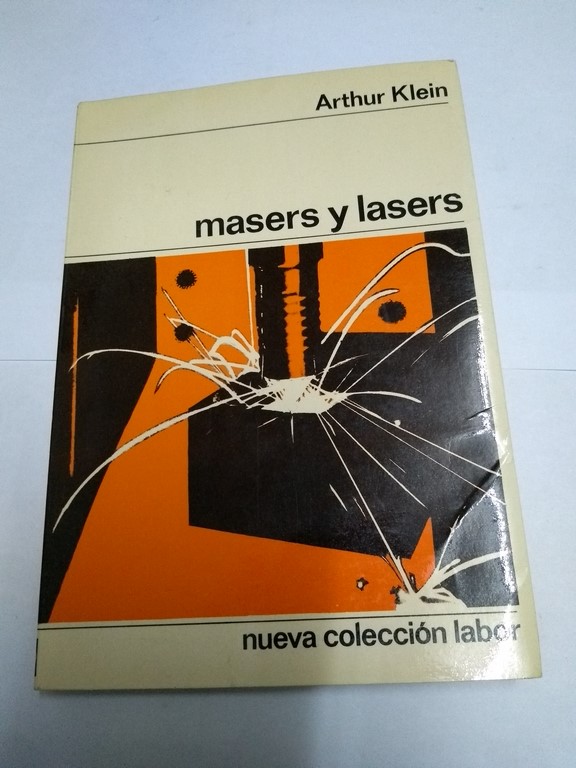 Arthur Klein
masers y lasers
nueva colección labor